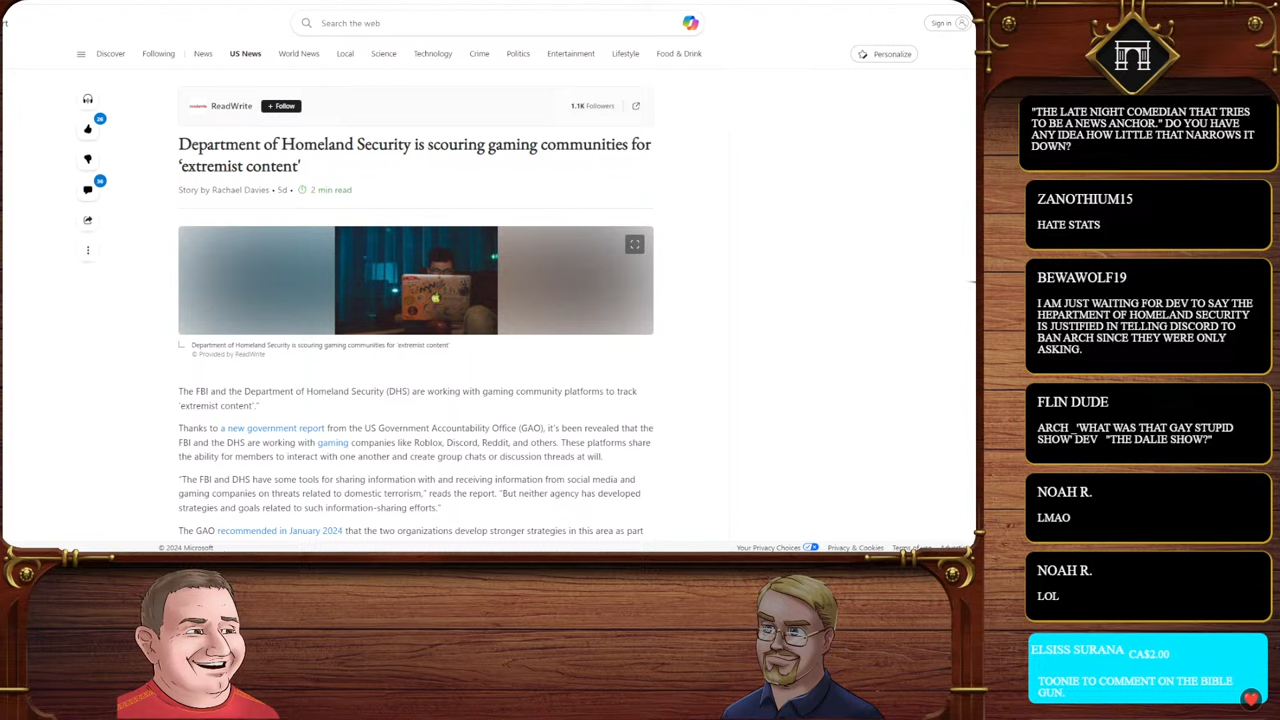 Search the web
Sign in
Discover
Following
News
US News
World News
Local
Science
Technology
Crime
Politics
Entertainment
Lifestyle
Food & Drink
Personalize
ReadWrite
+ Follow
1.1K Followers
26
36
Department of Homeland Security is scouring gaming communities for
‘extremist content'
Story by Rachael Davies • 5d • 2 min read
Department of Homeland Security is scouring gaming communities for 'extremist content'
© Provided by ReadWrite
The FBI and the Department of Homeland Security (DHS) are working with gaming community platforms to track
'extremist content'."
Thanks to a new government report from the US Government Accountability Office (GAO), it's been revealed that the
FBI and the DHS are working with gaming companies like Roblox, Discord, Reddit, and others. These platforms share
the ability for members to interact with one another and create group chats or discussion threads at will.
"The FBI and DHS have some tools for sharing information with and receiving information from social media and
gaming companies on threats related to domestic terrorism," reads the report. "But neither agency has developed
strategies and goals related to such information-sharing efforts."
The GAO recommended in January 2024 that the two organizations develop stronger strategies in this area as part
© 2024 Microsoft
Your Privacy Choices
Privacy & Cookies
Terms of use
"THE LATE NIGHT COMEDIAN THAT TRIES
TO BE A NEWS ANCHOR." DO YOU HAVE
ANY IDEA HOW LITTLE THAT NARROWS IT
DOWN?
ZANOTHIUM15
HATE STATS
BEWAWOLF19
I AM JUST WAITING FOR DEV TO SAY THE
HEPARTMENT OF HOMELAND SECURITY
IS JUSTIFIED IN TELLING DISCORD TO
BAN ARCH SINCE THEY WERE ONLY
ASKING.
FLIN DUDE
ARCH _'WHAT WAS THAT GAY STUPID
SHOW' DEV "THE DALIE SHOW?"
NOAH R.
LMAO
NOAH R.
LOL
ELSISS SURANA CA$2.00
TOONIE TO COMMENT ON THE BIBLE
GUN.